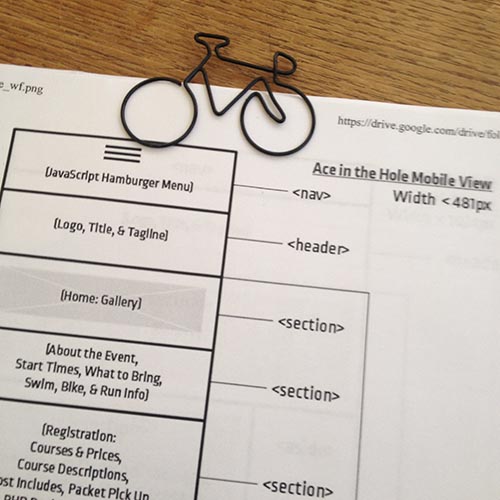 e_wf.png
https://drive.google.com/drive/fol
Ace in the Hole Mobile View
Width < 481px
(JavaScript Hamburger Menu)
<nav>
(Logo, Title, & Tagline)
<header>
(Home: Gallery)
<section>
(About the Event,
Start Times, What to Bring,
Swim, Bike, & Run Info)
<section>
(Registration:
Courses & Prices,
Course Descriptions,
ost Includes, Packet Pick Up
<section>